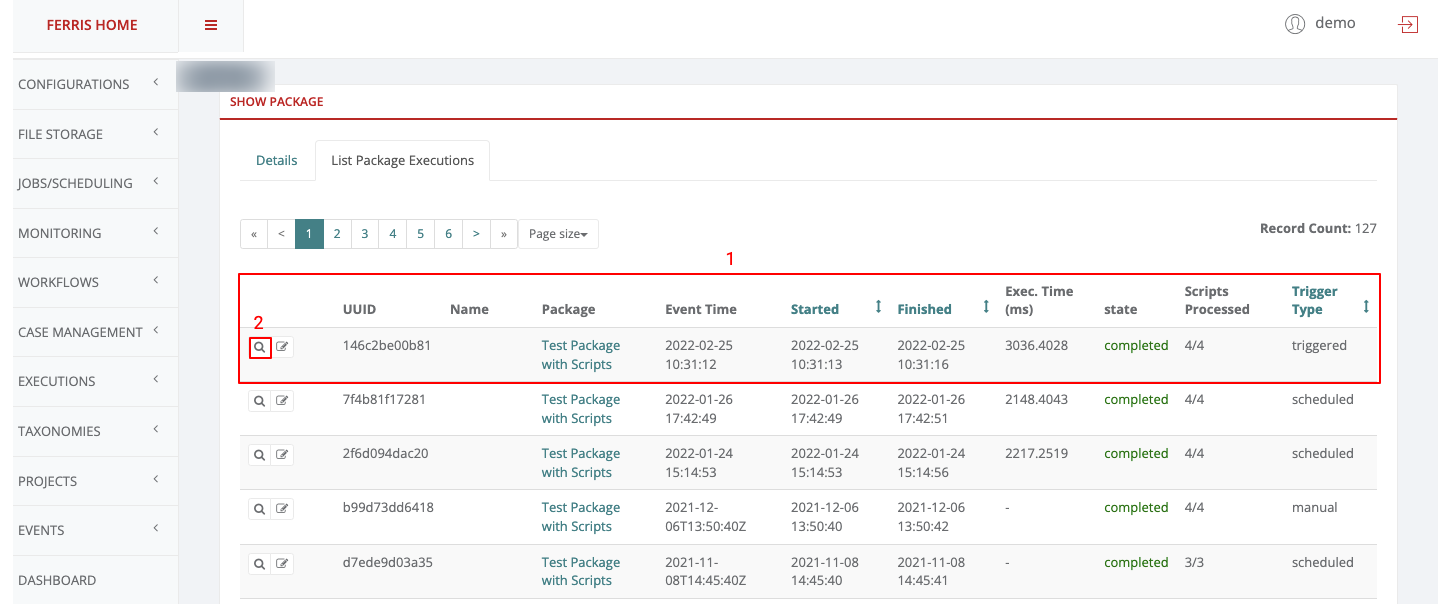 FERRIS HOME
demo
CONFIGURATIONS
FILE STORAGE
JOBS/SCHEDULING
MONITORING
WORKFLOWS
CASE MANAGEMENT
EXECUTIONS
TAXONOMIES
PROJECTS
EVENTS
DASHBOARD
SHOW PACKAGE
Details List Package Executions
« < 1 2 3 4 5 6 > » Page size
Record Count: 127
1
UUID Name Package Event Time Started Finished Exec. Time (ms) state Scripts Processed Trigger Type
2
146c2be00b81 Test Package 2022-02-25 2022-02-25 2022-02-25 3036.4028 completed 4/4 triggered
with Scripts 10:31:12 10:31:13 10:31:16
7f4b81f17281 Test Package 2022-01-26 2022-01-26 2022-01-26 2148.4043 completed 4/4 scheduled
with Scripts 17:42:49 17:42:49 17:42:51
2f6d094dac20 Test Package 2022-01-24 2022-01-24 2022-01-24 2217.2519 completed 4/4 scheduled
with Scripts 15:14:53 15:14:53 15:14:56
b99d73dd6418 Test Package 2021-12- 2021-12-06 2021-12-06 - completed 4/4 manual
with Scripts 06T13:50:40Z 13:50:40 13:50:42
d7ede9d03a35 Test Package 2021-11- 2021-11-08 2021-11-08 - completed 3/3 scheduled
with Scripts 08T14:45:40Z 14:45:40 14:45:41